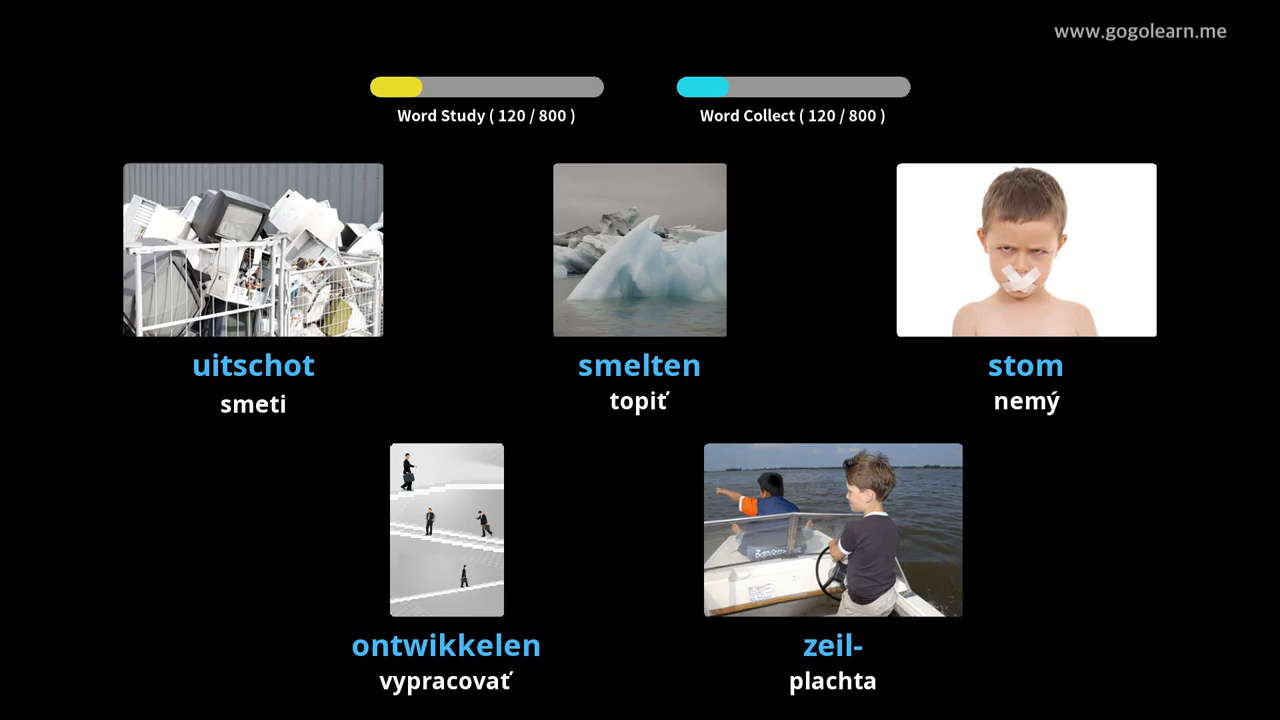 www.gogolearn.me
Word Study ( 120 / 800 )
Word Collect ( 120 / 800 )
uitschot
smeti
smelten
topiť
stom
nemý
ontwikkelen
vypracovať
zeil-
plachta